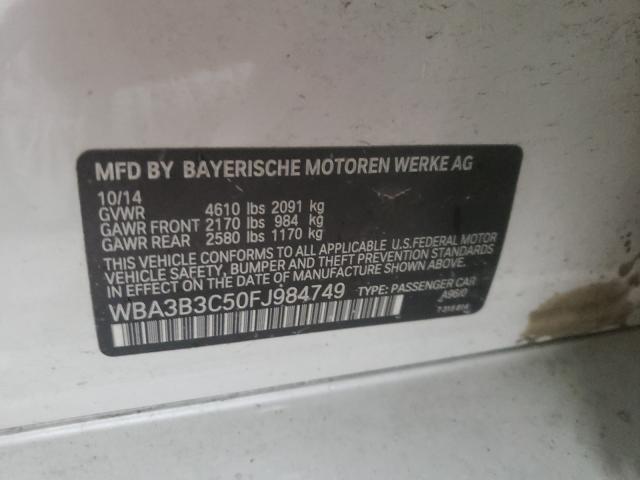 MFD BY BAYERISCHE MOTOREN WERKE AG
10/14
GVWR 4610 lbs 2091 kg
GAWR FRONT 2170 lbs 984 kg
GAWR REAR 2580 lbs 1170 kg
THIS VEHICLE CONFORMS TO ALL APPLICABLE U.S. FEDERAL MOTOR
VEHICLE SAFETY, BUMPER, AND THEFT PREVENTION STANDARDS
IN EFFECT ON THE DATE OF MANUFACTURE SHOWN ABOVE.
WBA3B3C50FJ984749 TYPE: PASSENGER CAR
A96/0